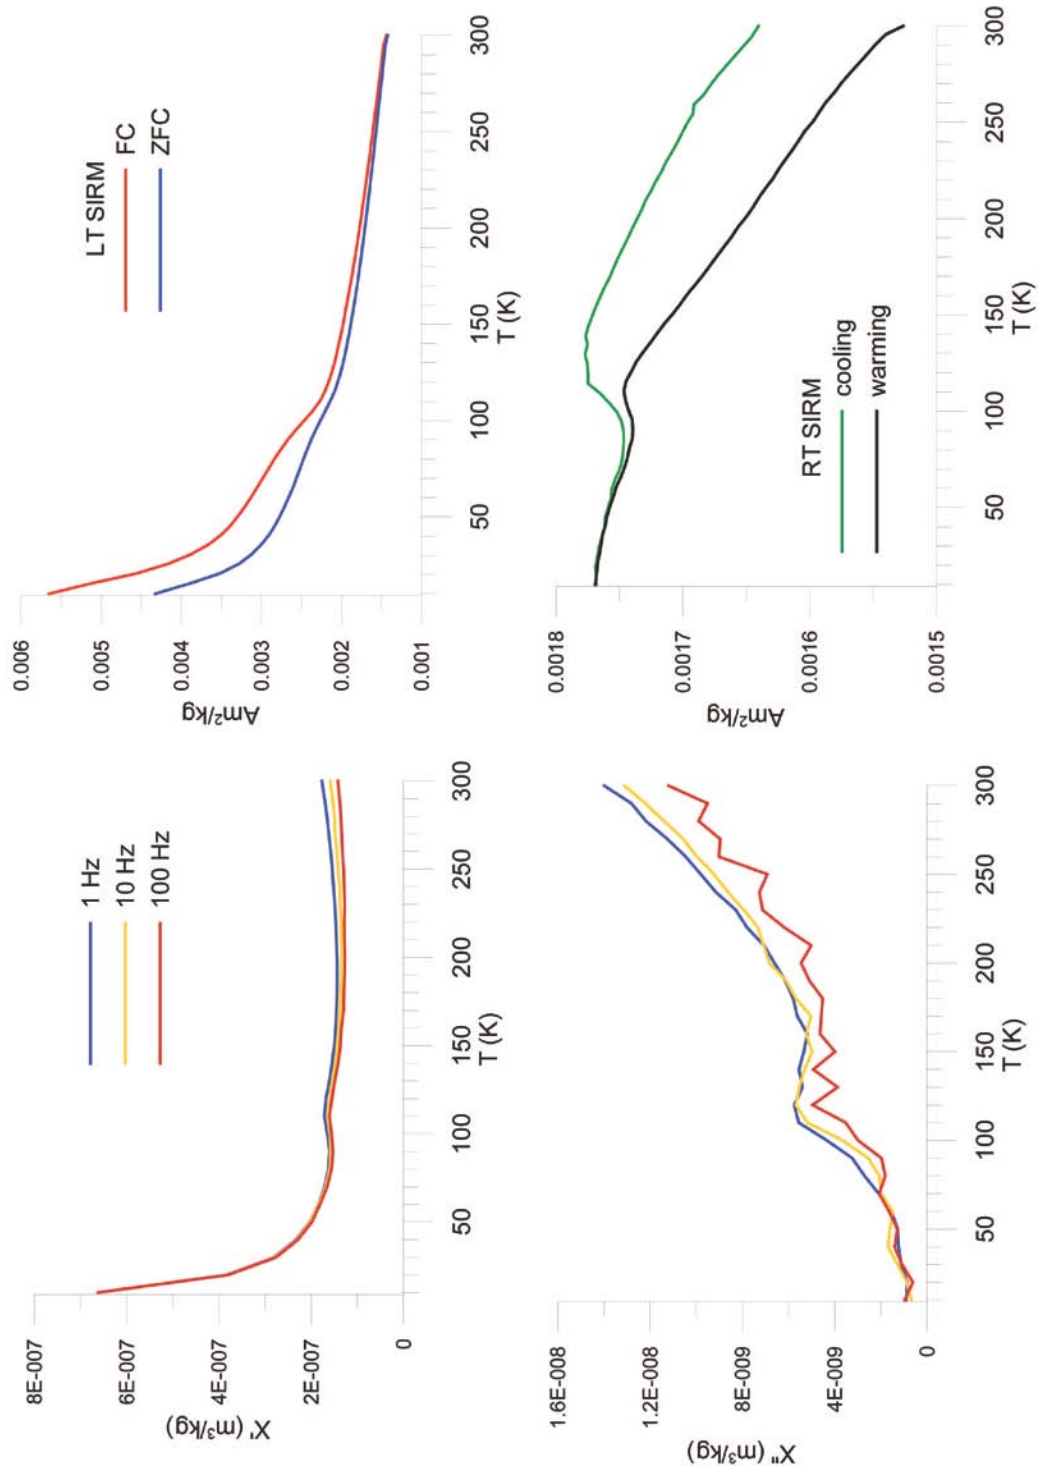 8E-007
6E-007
4E-007
2E-007
0
X' (m³/kg)
50
100
150
200
250
300
T (K)
1 Hz
10 Hz
100 Hz
0.006
0.005
0.004
0.003
0.002
0.001
Am²/kg
50
100
150
200
250
300
T (K)
LT SIRM
FC
ZFC
1.6E-008
1.2E-008
8E-009
4E-009
0
X" (m³/kg)
50
100
150
200
250
300
T (K)
0.0018
0.0017
0.0016
0.0015
Am²/kg
50
100
150
200
250
300
T (K)
RT SIRM
cooling
warming